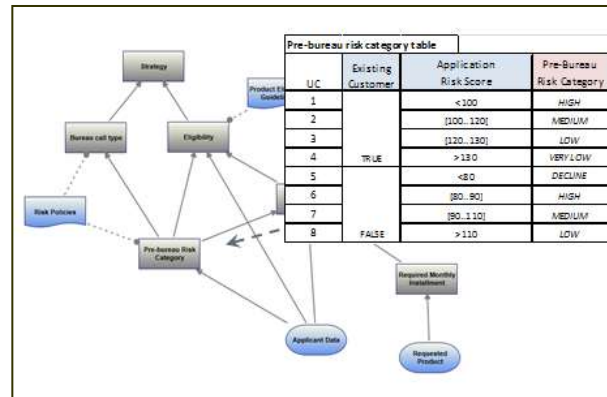 Strategy
Bureau call type
Eligibility
Product Eli
Guideli
Risk Policies
Pre-bureau Risk
Category
Applicant Data
Required Monthly
Installment
Requested
Product
Pre-bureau risk category table
UC Existing Customer Application Risk Score Pre-Bureau Risk Category
1 <100 HIGH
2 [100..120] MEDIUM
3 [120..130] LOW
4 TRUE >130 VERY LOW
5 <80 DECLINE
6 [80..90] HIGH
7 [90..110] MEDIUM
8 FALSE >110 LOW